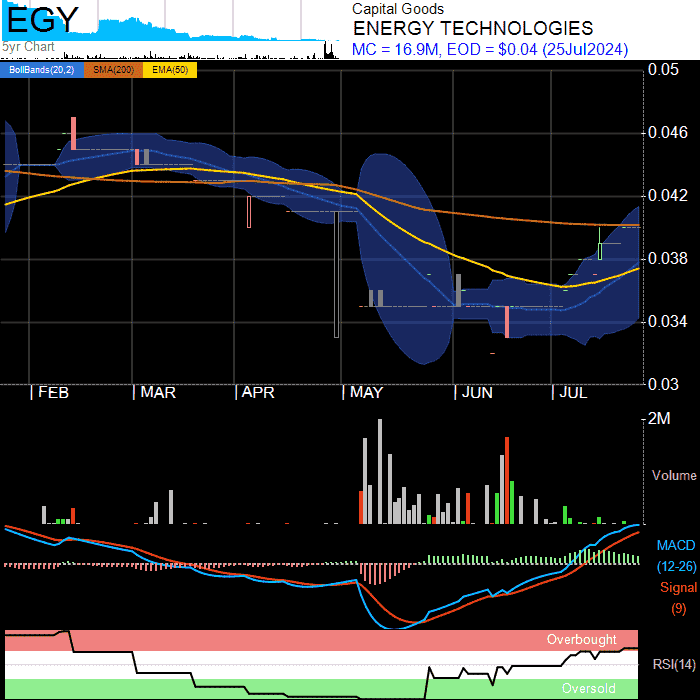 EGY
5yr Chart
Capital Goods
ENERGY TECHNOLOGIES
MC = 16.9M, EOD = $0.04 (25Jul2024)
BollBands(20,2) SMA(200) EMA(50)
0.05
0.046
0.042
0.038
0.034
0.03
FEB MAR APR MAY JUN JUL
2M
Volume
MACD
(12-26)
Signal
(9)
Overbought
RSI(14)
Oversold